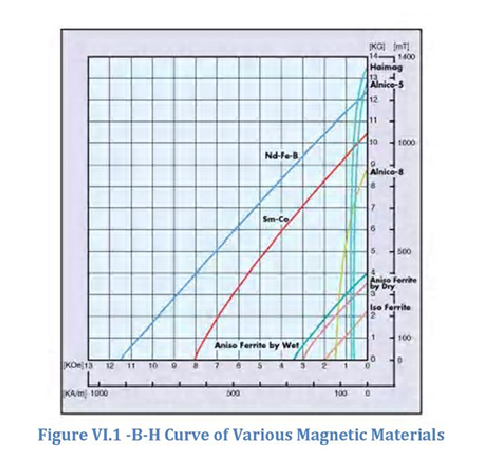 [KG] [mT]
14 1400
Haimag
13
Alnico-5
12
11
Nd-Fe-B
10 1000
9
Alnico-8
8
7
Sm-Co
6
5 500
4
Aniso Ferrite
by Dry
3
Iso Ferrite
2
Aniso Ferrite by Wet
1 100
0 0
[KOe] 13 12 11 10 9 8 7 6 5 4 3 2 1 0
[KA/m] 1000 500 100 0
Figure VI.1 -B-H Curve of Various Magnetic Materials